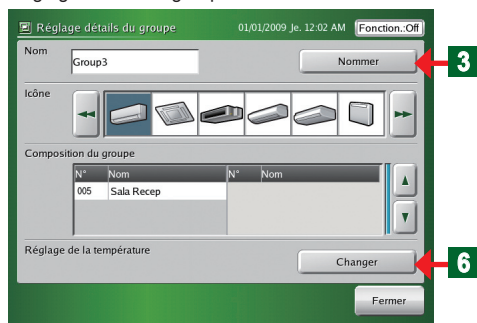 Réglage détails du groupe 01/01/2009 Je. 12:02 AM Fonction.:Off
Nom
Group3 Nommer 3
Icône
Composition du groupe
N° Nom N° Nom
005 Sala Recep
Réglage de la température
Changer 6
Fermer